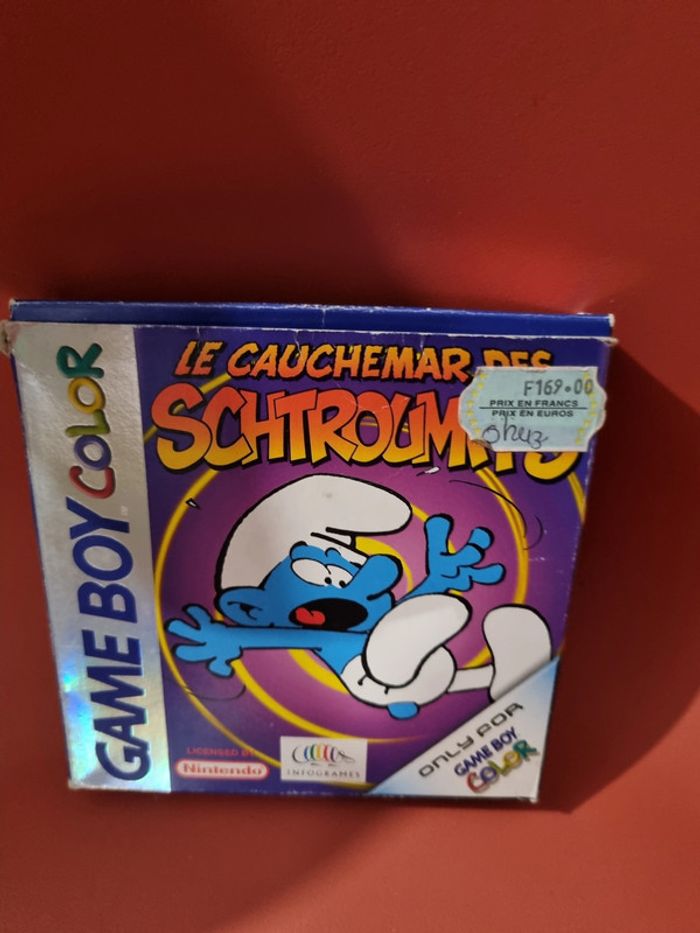 GAME BOY COLOR
LE CAUCHEMAR DES
F169.00
PRIX EN FRANCS
PRIX EN EUROS
LICENSED BY
Nintendo
INFOGRAMES
ONLY FOR
GAME BOY
COLOR